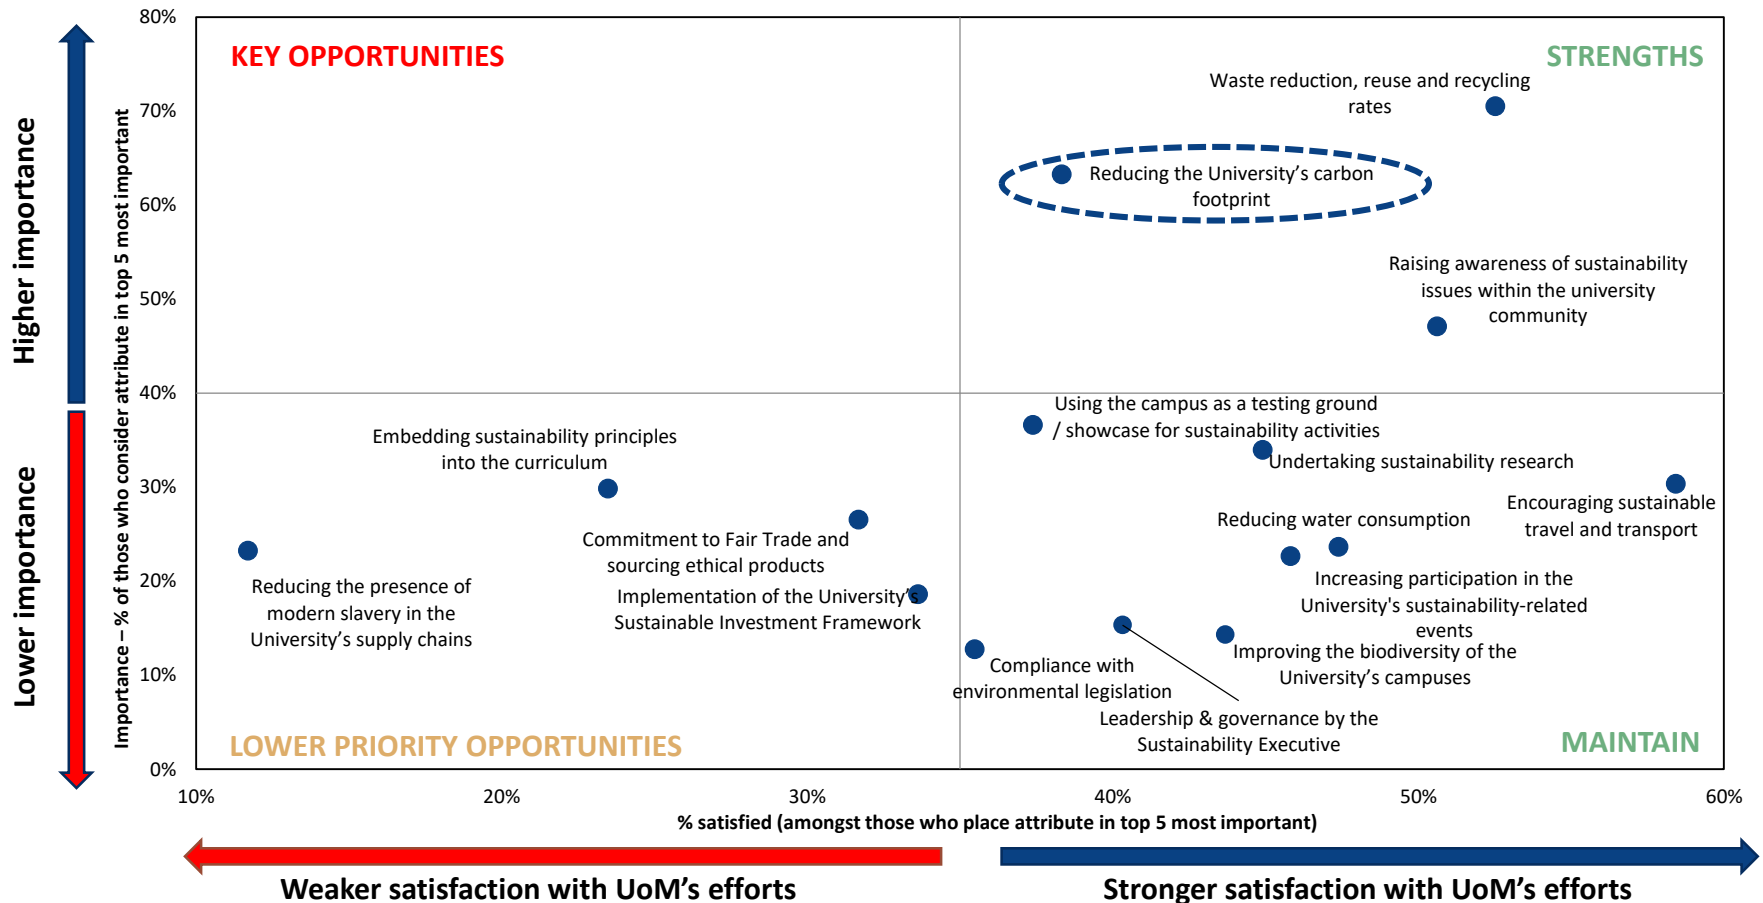 80%
KEY OPPORTUNITIES
STRENGTHS
Waste reduction, reuse and recycling
rates
70%
Reducing the University’s carbon
footprint
60%
Raising awareness of sustainability
issues within the university
community
50%
40%
Higher importance
Lower importance
Importance – % of those who consider attribute in top 5 most important
Using the campus as a testing ground
/ showcase for sustainability activities
Embedding sustainability principles
into the curriculum
Undertaking sustainability research
30%
Encouraging sustainable
travel and transport
Reducing water consumption
Commitment to Fair Trade and
sourcing ethical products
20%
Reducing the presence of
modern slavery in the
University’s supply chains
Implementation of the University’s
Sustainable Investment Framework
Increasing participation in the
University's sustainability-related
events
Improving the biodiversity of the
University’s campuses
10%
Compliance with
environmental legislation
Leadership & governance by the
Sustainability Executive
LOWER PRIORITY OPPORTUNITIES
MAINTAIN
0%
10%
20%
30%
40%
50%
60%
% satisfied (amongst those who place attribute in top 5 most important)
Weaker satisfaction with UoM’s efforts
Stronger satisfaction with UoM’s efforts